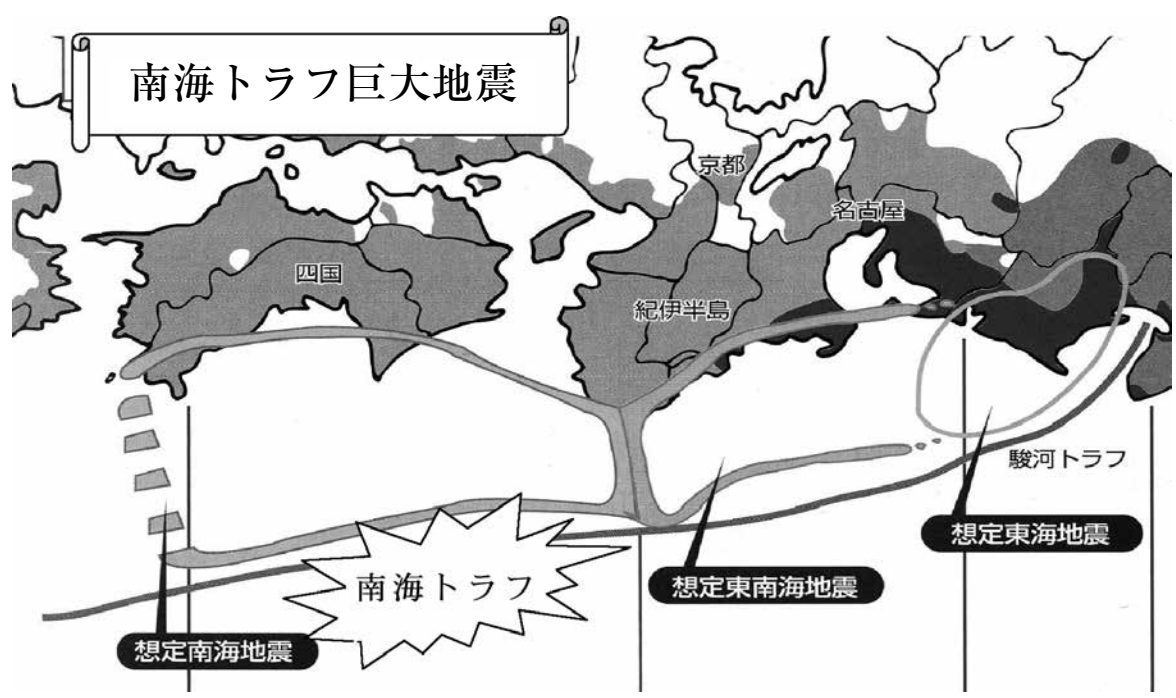 南海トラフ巨大地震
京都
名古屋
四国
紀伊半島
駿河トラフ
想定東海地震
南海トラフ
想定東南海地震
想定南海地震